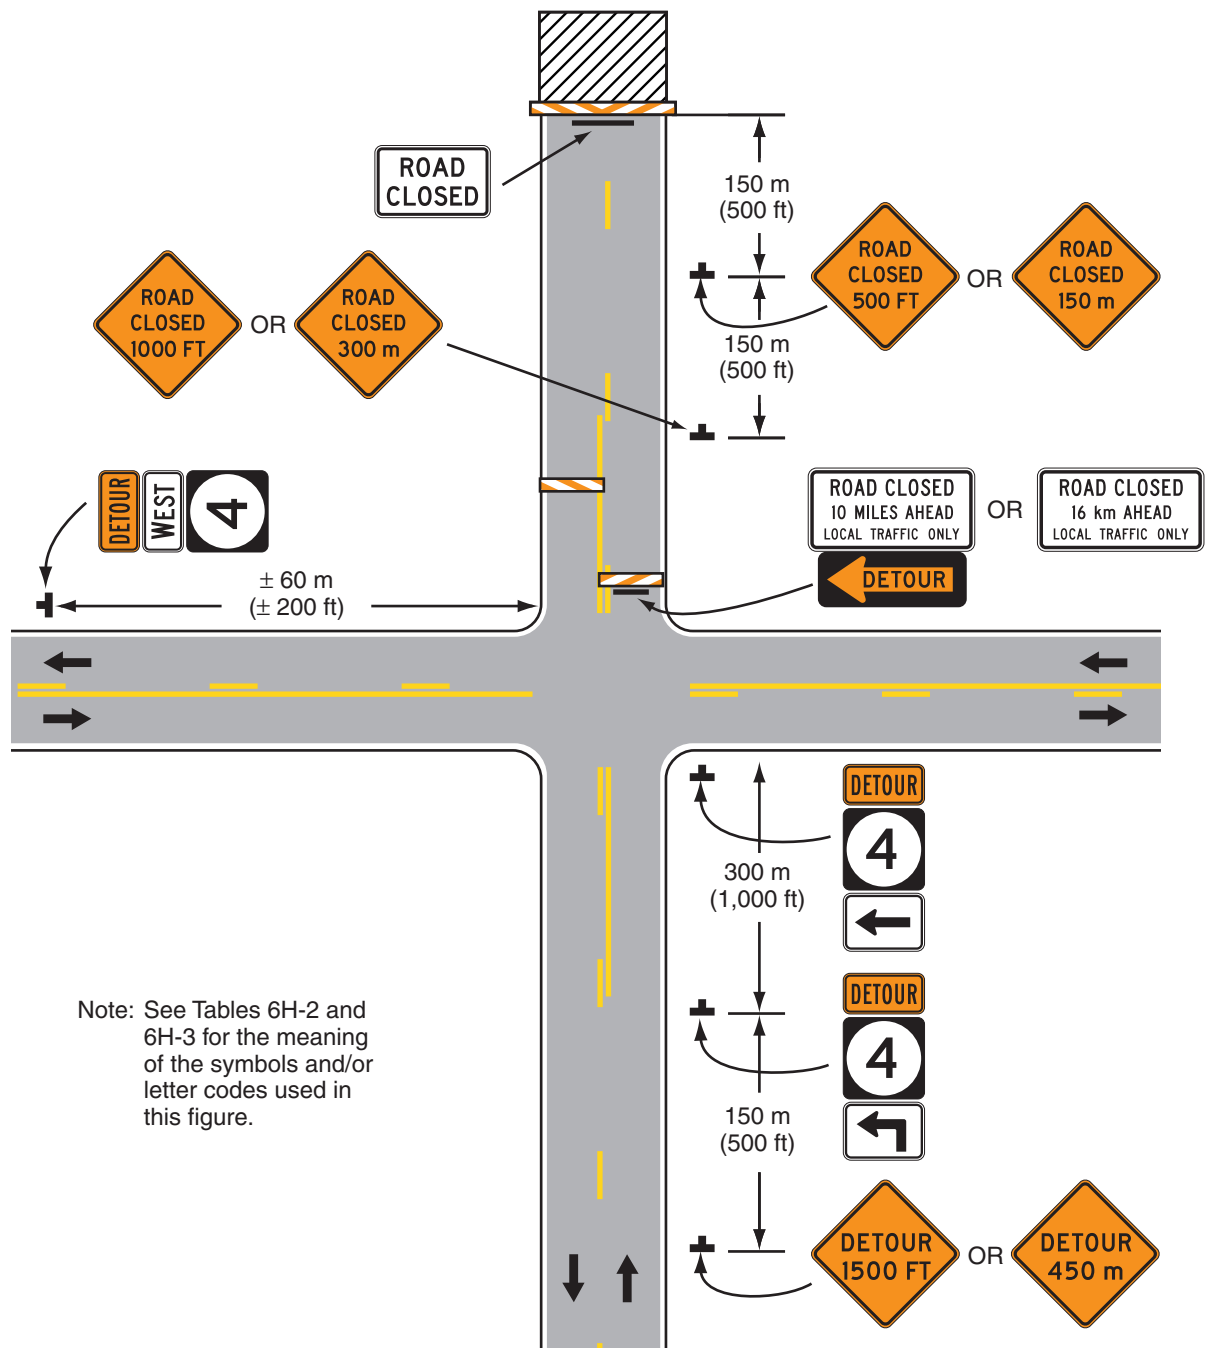 ROAD
CLOSED
150 m
(500 ft)
ROAD
CLOSED
500 FT
OR
ROAD
CLOSED
150 m
ROAD
CLOSED
1000 FT
OR
ROAD
CLOSED
300 m
150 m
(500 ft)
DETOUR
WEST
4
ROAD CLOSED
10 MILES AHEAD
LOCAL TRAFFIC ONLY
OR
ROAD CLOSED
16 km AHEAD
LOCAL TRAFFIC ONLY
DETOUR
± 60 m
(± 200 ft)
DETOUR
4
300 m
(1,000 ft)
DETOUR
4
Note: See Tables 6H-2 and
6H-3 for the meaning
of the symbols and/or
letter codes used in
this figure.
150 m
(500 ft)
DETOUR
1500 FT
OR
DETOUR
450 m